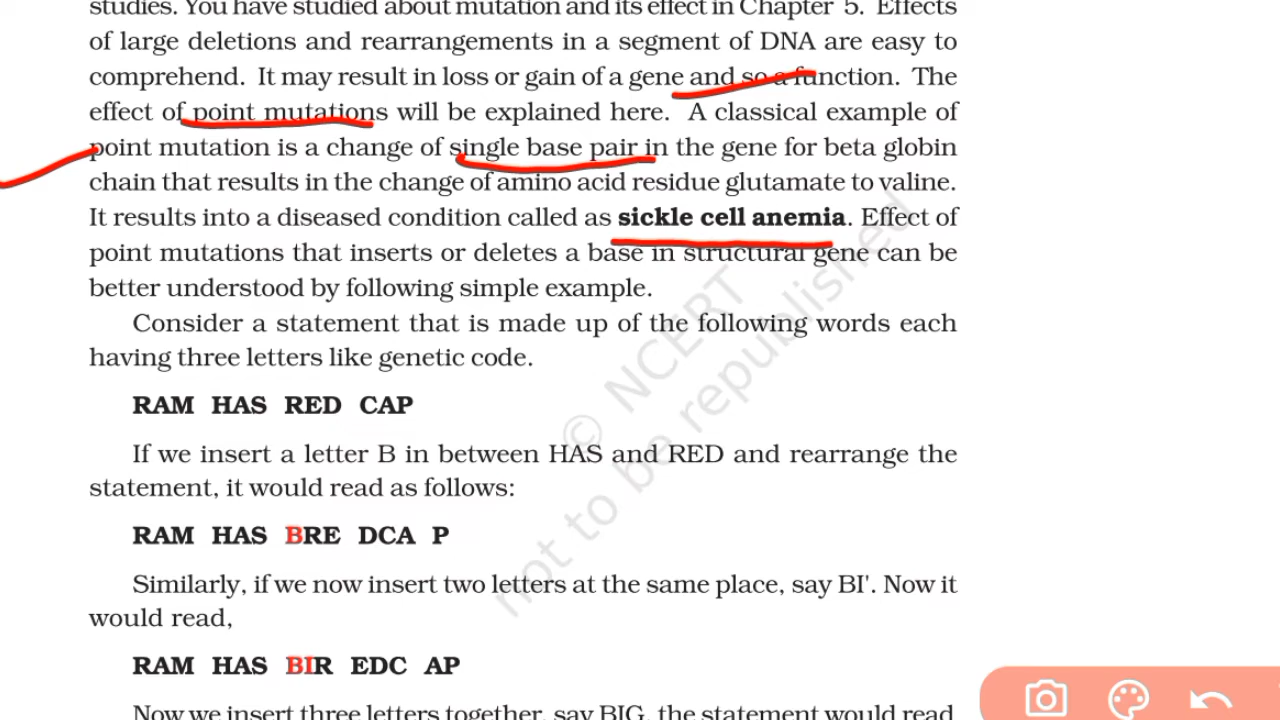 studies. You have studied about mutation and its effect in Chapter 5. Effects
of large deletions and rearrangements in a segment of DNA are easy to
comprehend. It may result in loss or gain of a gene and so a function. The
effect of point mutations will be explained here. A classical example of
point mutation is a change of single base pair in the gene for beta globin
chain that results in the change of amino acid residue glutamate to valine.
It results into a diseased condition called as sickle cell anemia. Effect of
point mutations that inserts or deletes a base in structural gene can be
better understood by following simple example.
Consider a statement that is made up of the following words each
having three letters like genetic code.
RAM HAS RED CAP
If we insert a letter B in between HAS and RED and rearrange the
statement, it would read as follows:
RAM HAS BRE DCA P
Similarly, if we now insert two letters at the same place, say BI'. Now it
would read,
RAM HAS BIR EDC AP
Now we insert three letters together, say BIG, the statement would read
© NCERT
not to be republished